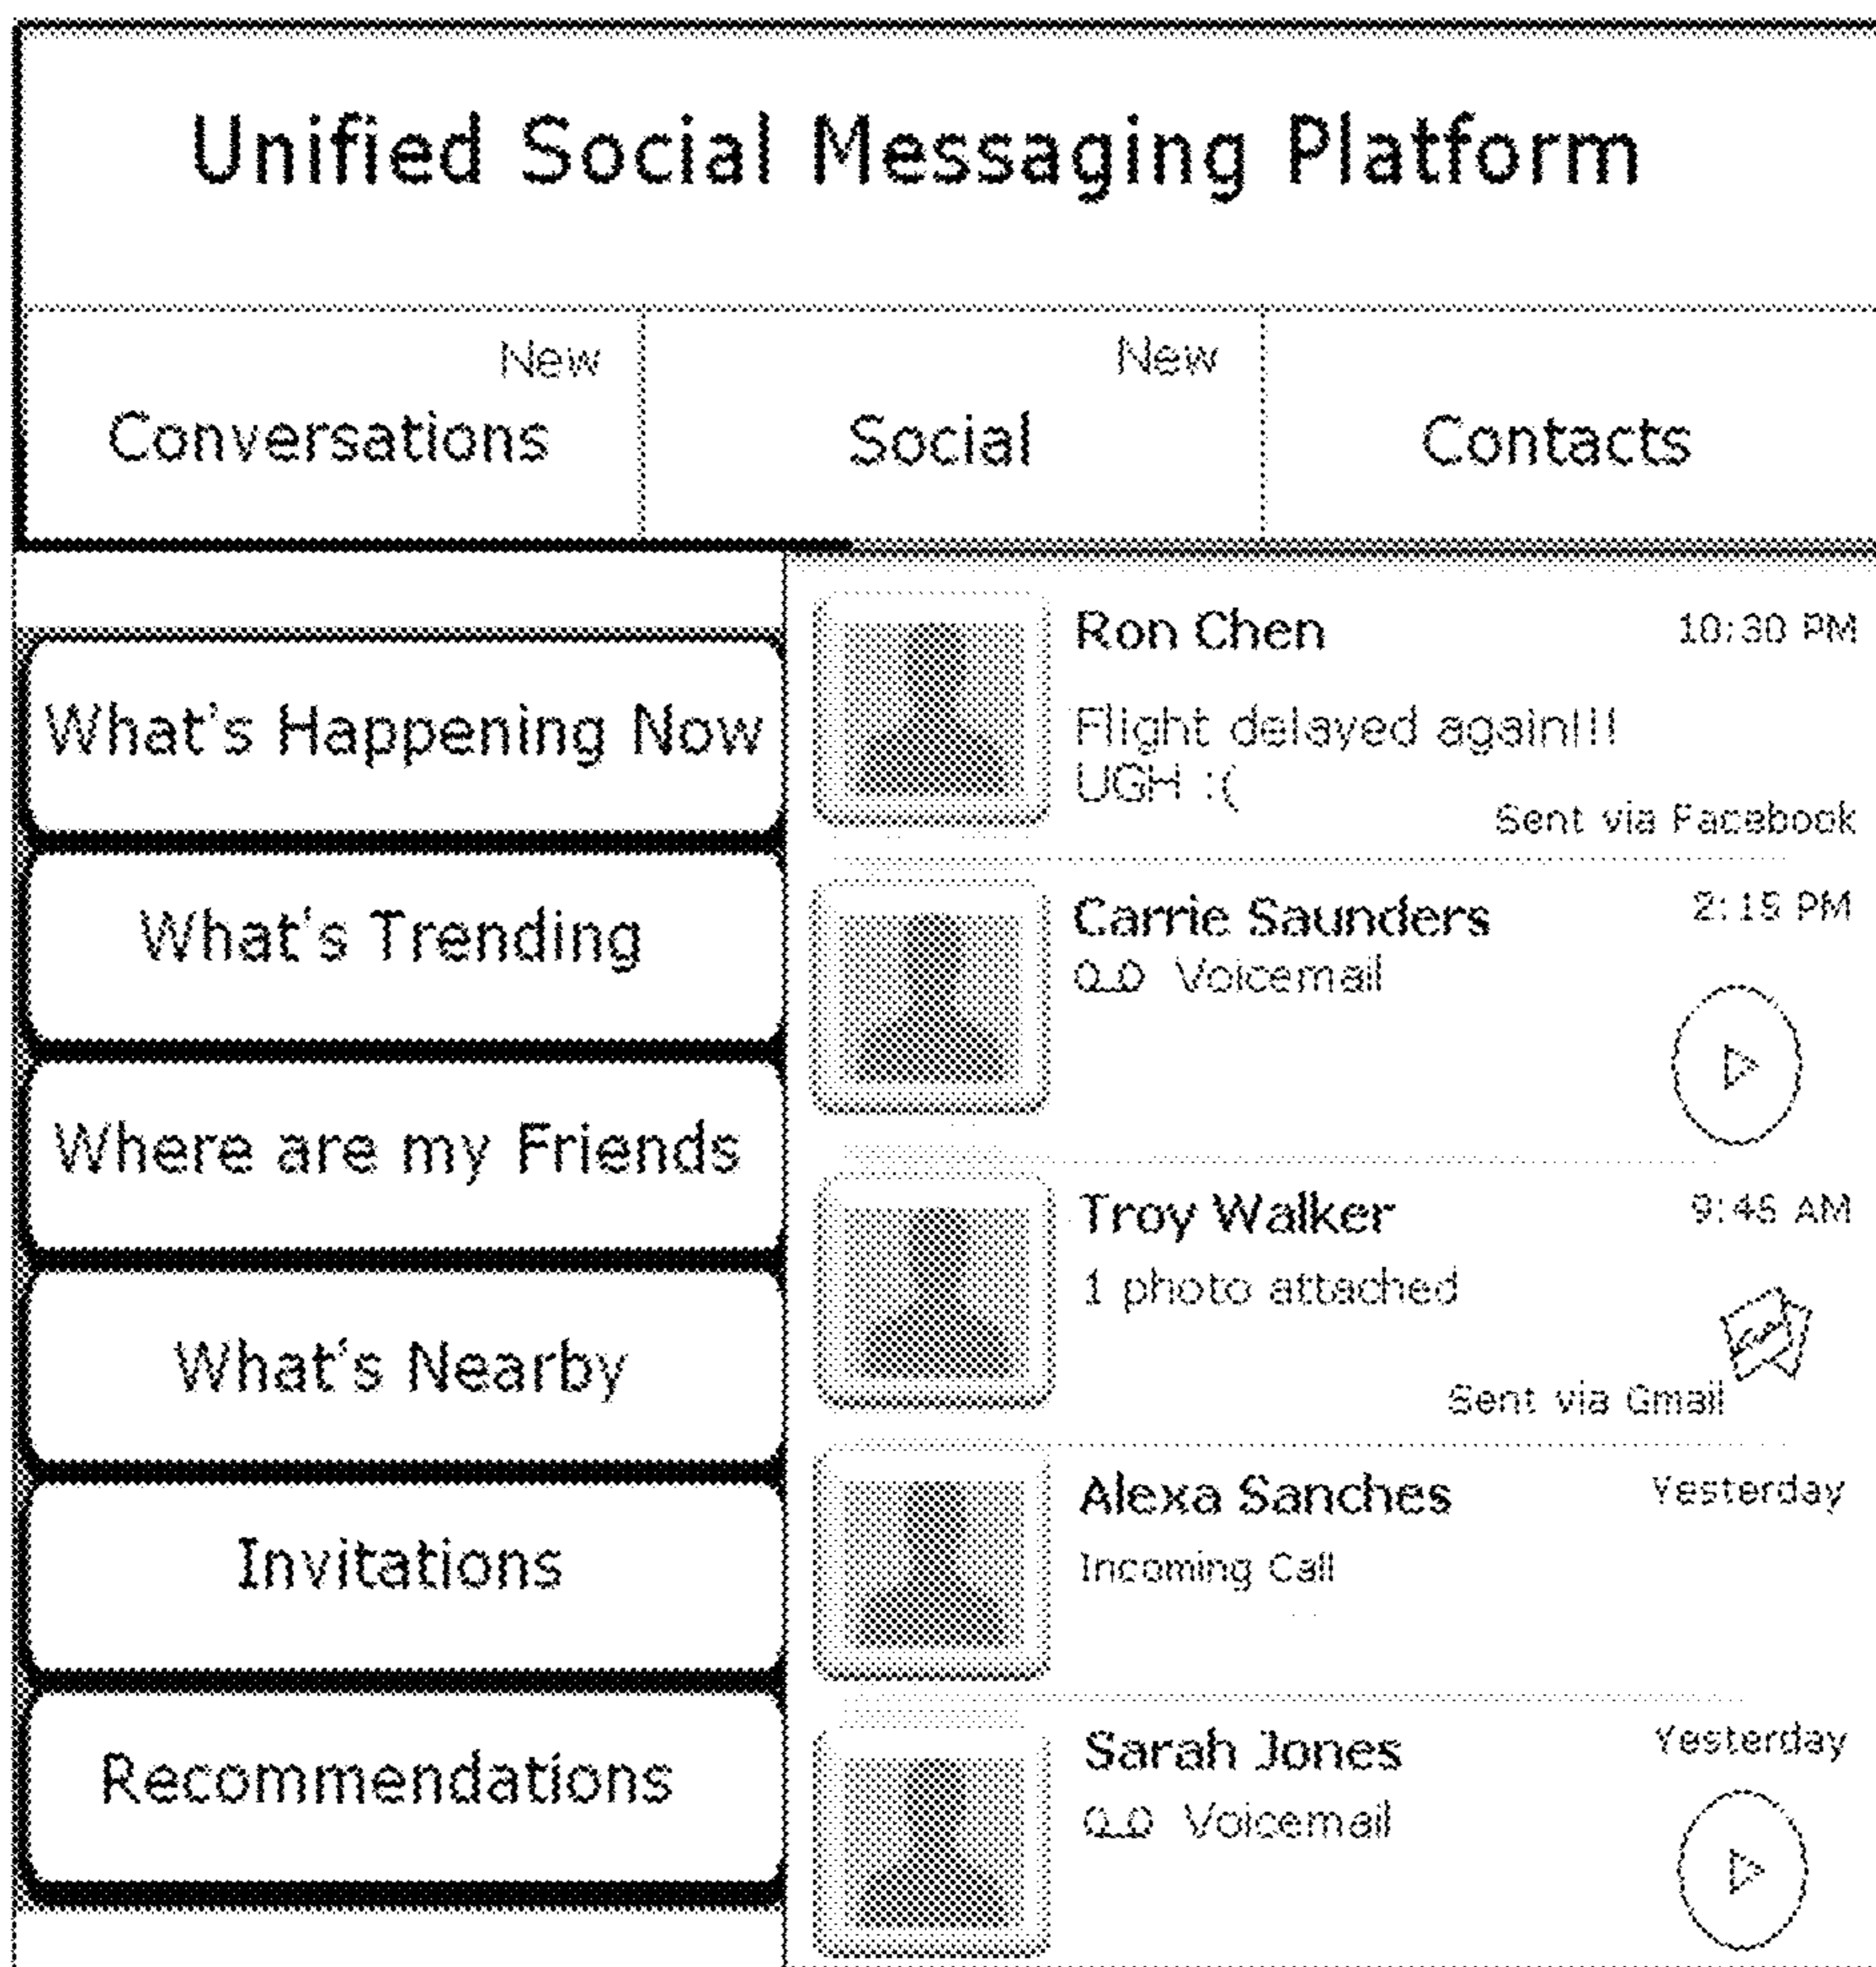 Unified Social Messaging Platform
New
Conversations
New
Social
Contacts
What's Happening Now
What's Trending
Where are my Friends
What's Nearby
Invitations
Recommendations
Ron Chen 10:30 PM
Flight delayed again!!!
UGH :(
Sent via Facebook
Carrie Saunders 2:15 PM
Voicemail
Troy Walker 9:45 AM
1 photo attached
Sent via Gmail
Alexa Sanches Yesterday
Incoming Call
Sarah Jones Yesterday
Voicemail